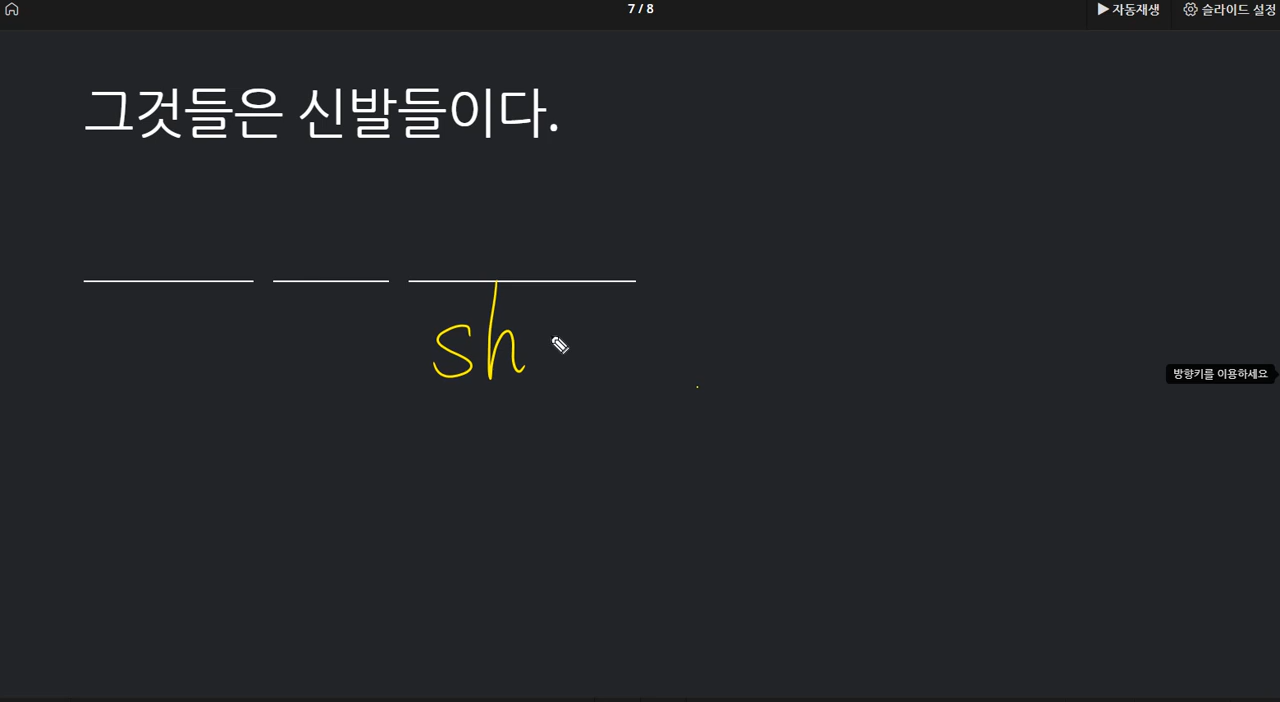 7 / 8
▶ 자동재생
슬라이드 설정
그것들은 신발들이다.
sh
방향키를 이용하세요